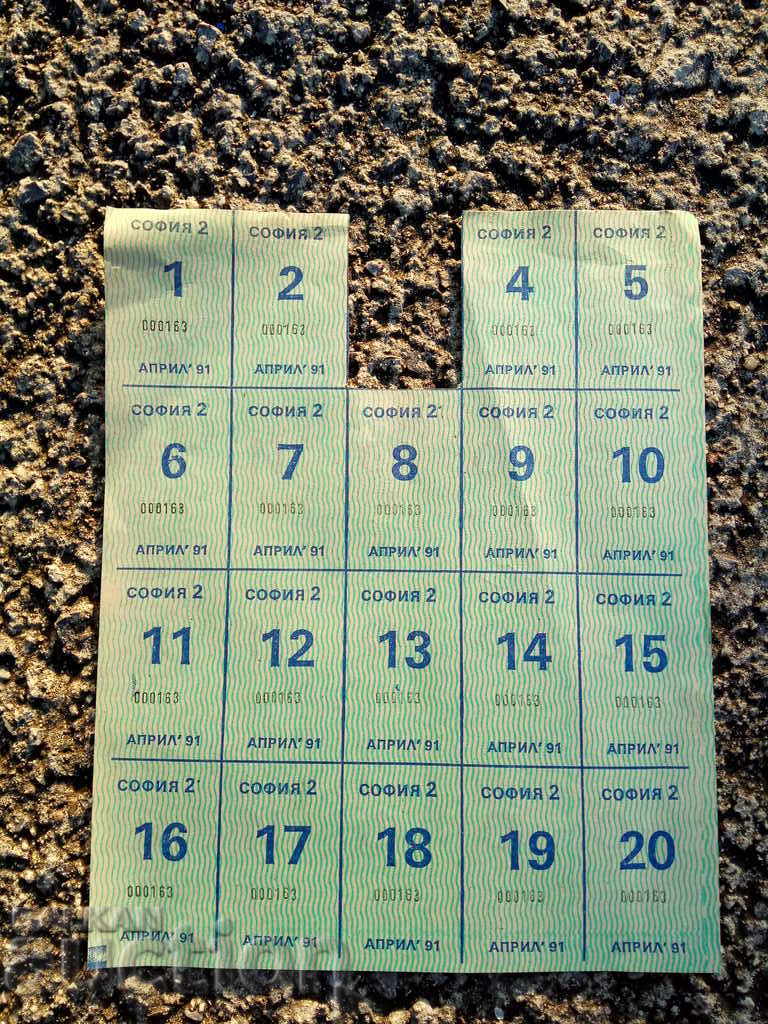 СОФИЯ 2 СОФИЯ 2 СОФИЯ 2 СОФИЯ 2
1 2 4 5
000163 000163 000163 000163
АПРИЛ' 91 АПРИЛ' 91 АПРИЛ' 91 АПРИЛ' 91
СОФИЯ 2 СОФИЯ 2 СОФИЯ 2 СОФИЯ 2 СОФИЯ 2
6 7 8 9 10
000163 000163 000163 000163 000163
АПРИЛ' 91 АПРИЛ' 91 АПРИЛ' 91 АПРИЛ' 91 АПРИЛ' 91
СОФИЯ 2 СОФИЯ 2 СОФИЯ 2 СОФИЯ 2 СОФИЯ 2
11 12 13 14 15
000163 000163 000163 000163 000163
АПРИЛ' 91 АПРИЛ' 91 АПРИЛ' 91 АПРИЛ' 91 АПРИЛ' 91
СОФИЯ 2 СОФИЯ 2 СОФИЯ 2 СОФИЯ 2 СОФИЯ 2
16 17 18 19 20
000163 000163 000163 000163 000163
BALKAN
АПРИЛ' 91 АПРИЛ' 91 АПРИЛ' 91 АПРИЛ' 91 АПРИЛ' 91
auction